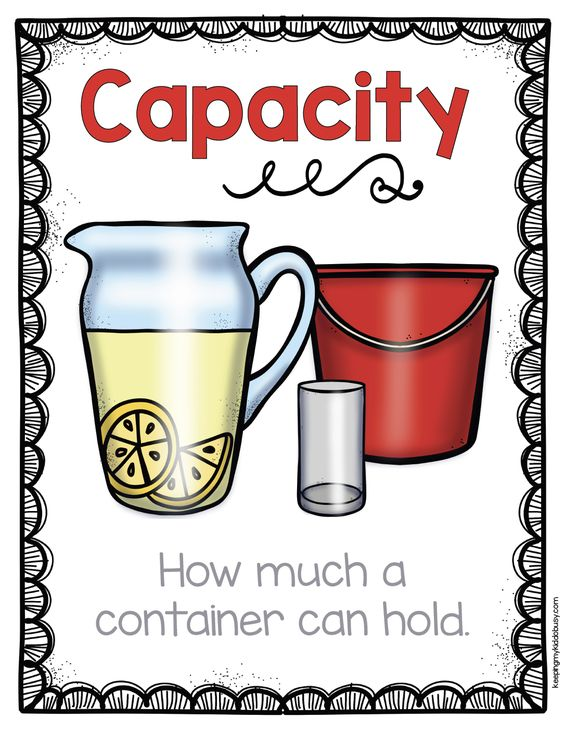 Capacity
How much a
container can hold.
keepingmykiddobusy.com